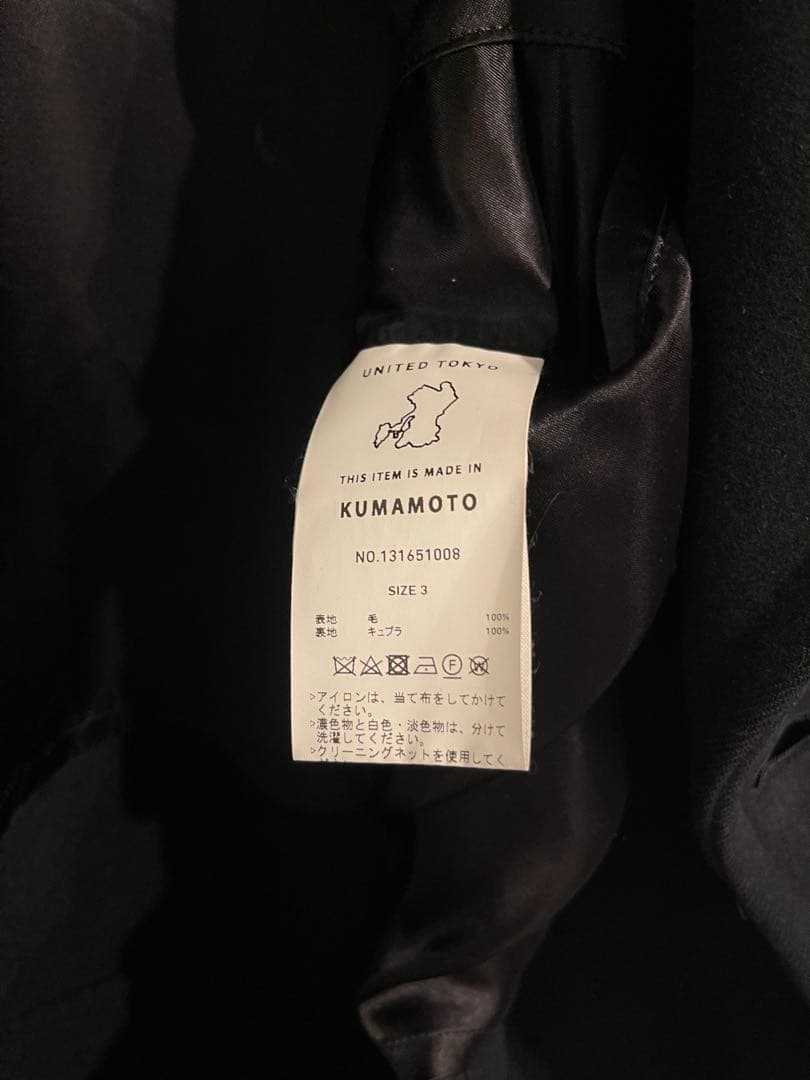 UNITED TOKYO
THIS ITEM IS MADE IN
KUMAMOTO
NO.131651008
SIZE 3
表地 毛 100%
裏地 キュプラ 100%
F W
>アイロンは、当て布をしてかけて
ください。
>濃色物と白色・淡色物は、分けて
洗濯してください。
>クリーニングネットを使用してく